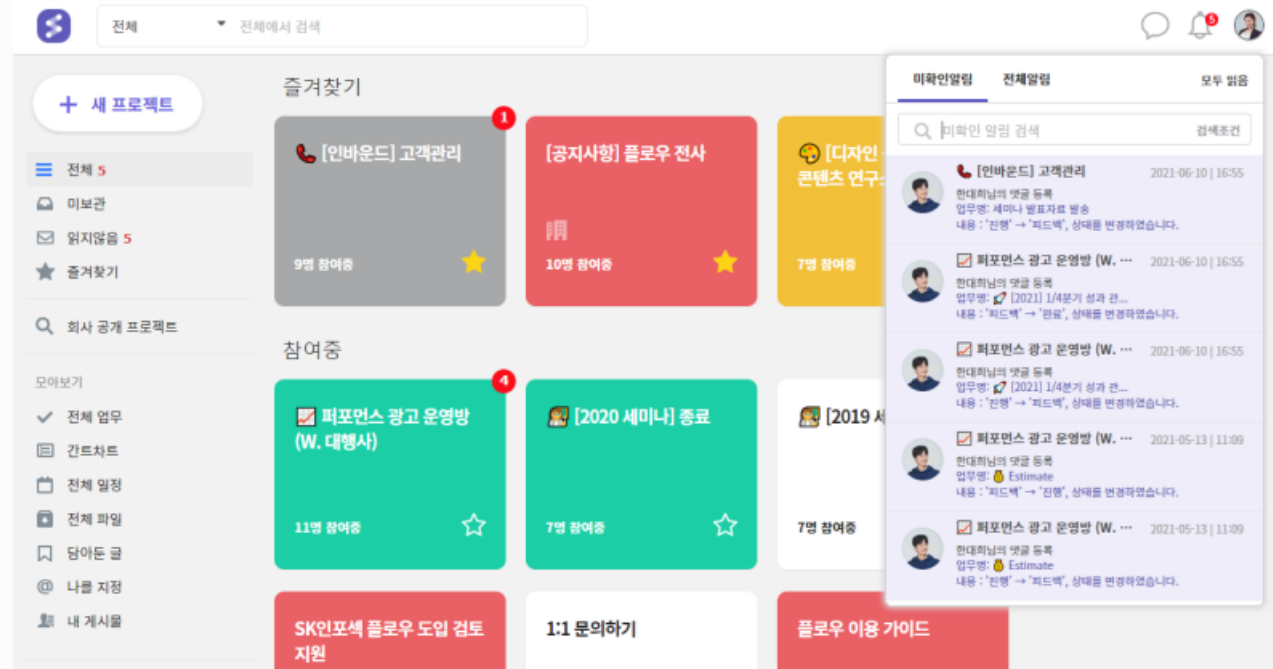 전체
전체에서 검색
5
새 프로젝트
전체 5
미보관
읽지않음 5
즐겨찾기
회사 공개 프로젝트
모아보기
전체 업무
간트차트
전체 일정
전체 파일
담아둔 글
나를 지정
내 게시물
즐겨찾기
1
[인바운드] 고객관리
9명 참여중
[공지사항] 플로우 전사
10명 참여중
[디자인
콘텐츠 연구
7명 참여중
참여중
4
퍼포먼스 광고 운영방
(W. 대행사)
11명 참여중
[2020 세미나] 종료
7명 참여중
[2019
7명 참여중
SK인포섹 플로우 도입 검토
지원
1:1 문의하기
플로우 이용 가이드
미확인알림
전체알림
모두 읽음
미확인 알림 검색
검색조건
[인바운드] 고객관리 2021-06-10 | 16:55
한대희님의 댓글 등록
업무명: 세미나 발표자료 발송
내용 : '진행' → '피드백', 상태를 변경하였습니다.
퍼포먼스 광고 운영방 (W. ··· 2021-06-10 | 16:55
한대희님의 댓글 등록
업무명: [2021] 1/4분기 성과 관...
내용 : '피드백' → '완료', 상태를 변경하였습니다.
퍼포먼스 광고 운영방 (W. ··· 2021-06-10 | 16:55
한대희님의 댓글 등록
업무명: [2021] 1/4분기 성과 관...
내용 : '진행' → '피드백', 상태를 변경하였습니다.
퍼포먼스 광고 운영방 (W. ··· 2021-05-13 | 11:09
한대희님의 댓글 등록
업무명: Estimate
내용 : '피드백' → '진행', 상태를 변경하였습니다.
퍼포먼스 광고 운영방 (W. ··· 2021-05-13 | 11:09
한대희님의 댓글 등록
업무명: Estimate
내용 : '진행' → '피드백', 상태를 변경하였습니다.